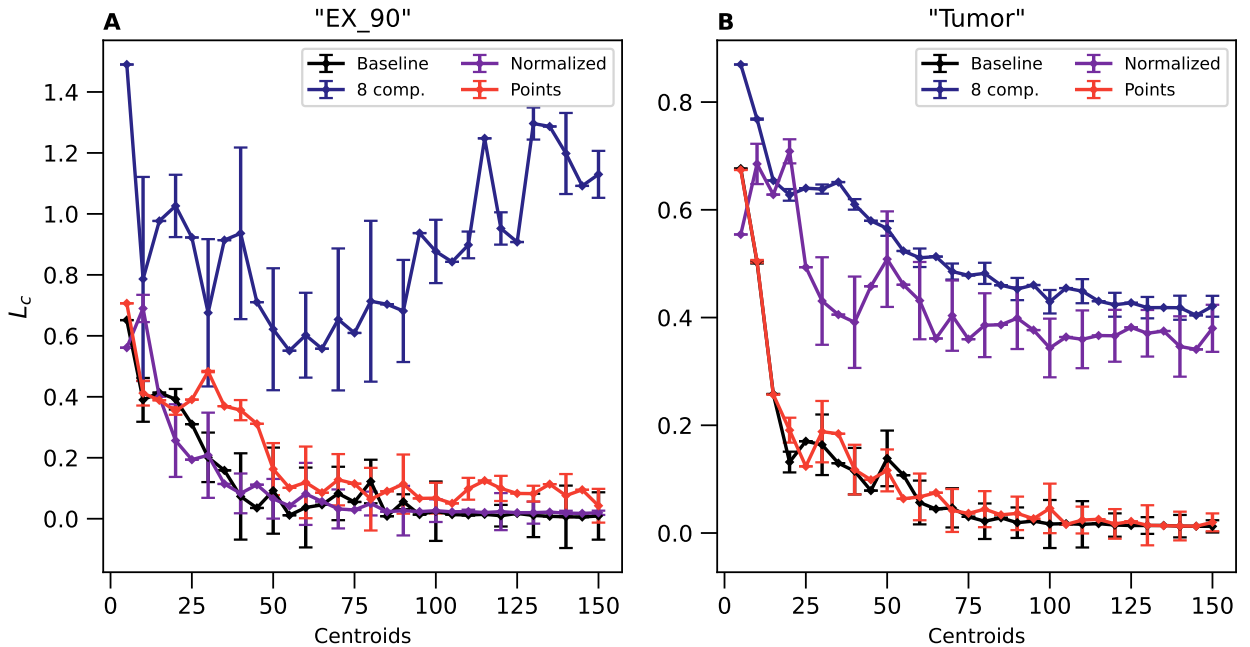 A
"EX_90"
Baseline
Normalized
8 comp.
Points
1.4
1.2
1.0
0.8
0.6
0.4
0.2
0.0
L_c
0 25 50 75 100 125 150
Centroids
B
"Tumor"
Baseline
Normalized
8 comp.
Points
0.8
0.6
0.4
0.2
0.0
0 25 50 75 100 125 150
Centroids